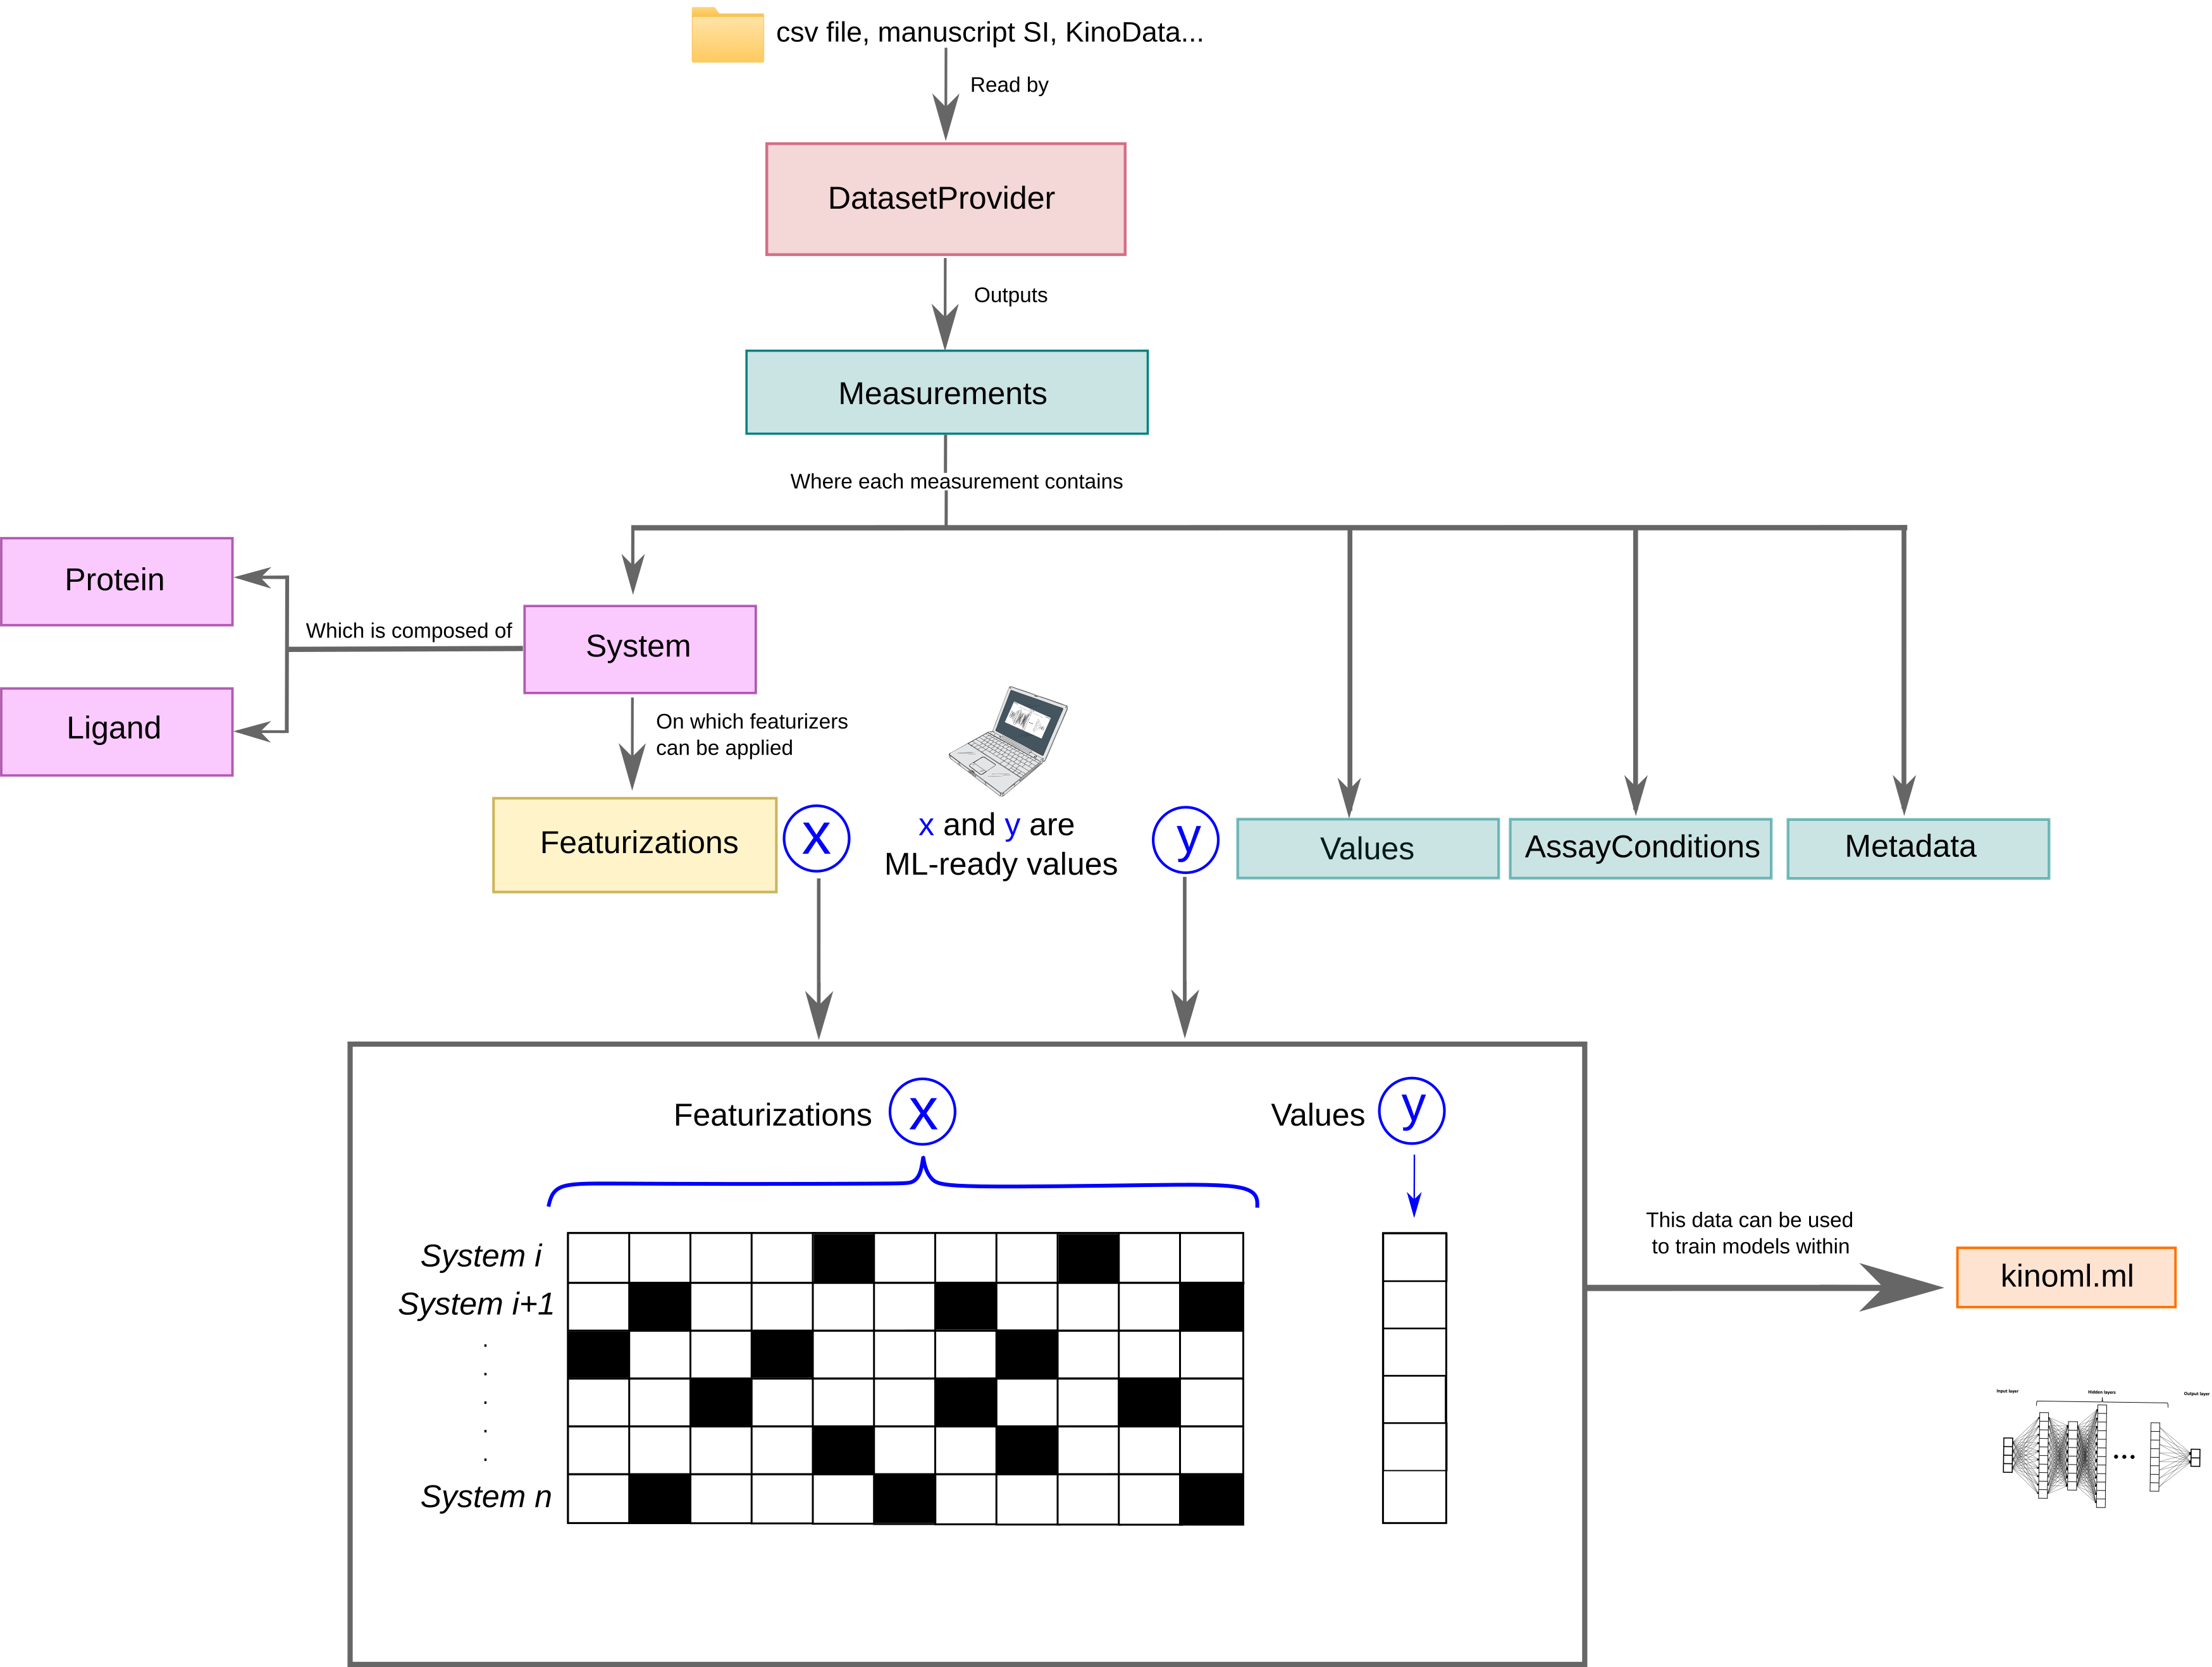 csv file, manuscript SI, KinoData...
Read by
DatasetProvider
Outputs
Measurements
Where each measurement contains
Protein
Which is composed of
System
Ligand
On which featurizers
can be applied
Featurizations
x
x and y are
ML-ready values
y
Values
AssayConditions
Metadata
Featurizations
x
Values
y
System i
System i+1
.
.
.
.
.
System n
This data can be used
to train models within
kinoml.ml
Input layer
Hidden layers
Output layer
...